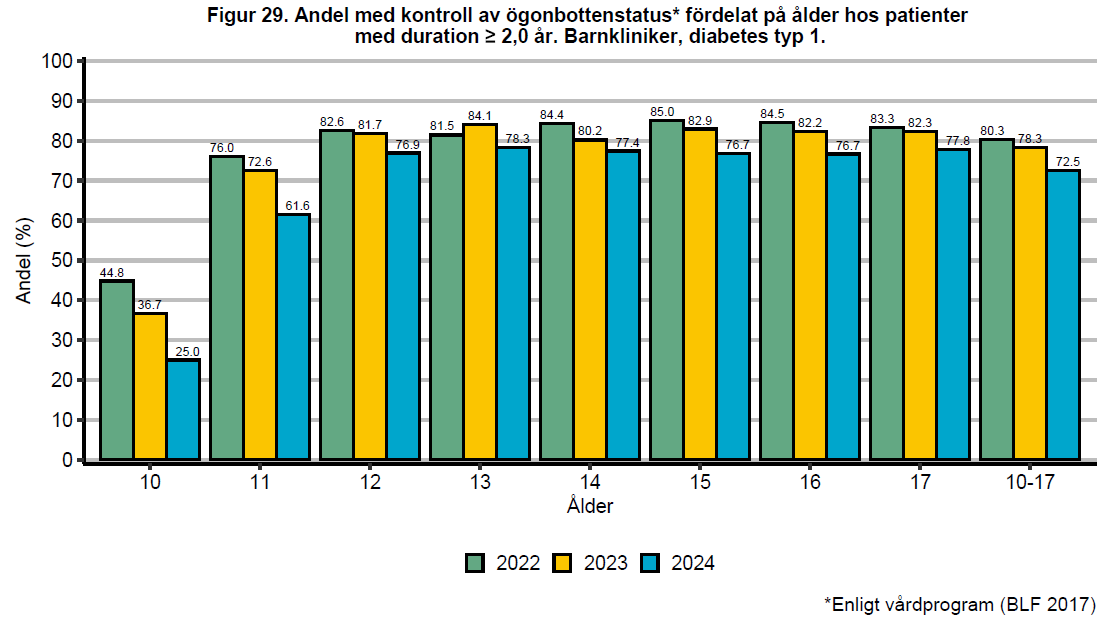 Figur 29. Andel med kontroll av ögonbottenstatus* fördelat på ålder hos patienter
med duration ≥ 2,0 år. Barnkliniker, diabetes typ 1.
Andel (%)
100
90
80
70
60
50
40
30
20
10
0
44.8 36.7 25.0
76.0 72.6 61.6
82.6 81.7 76.9
81.5 84.1 78.3
84.4 80.2 77.4
85.0 82.9 76.7
84.5 82.2 76.7
83.3 82.3 77.8
80.3 78.3 72.5
10 11 12 13 14 15 16 17 10-17
Ålder
2022 2023 2024
*Enligt vårdprogram (BLF 2017)